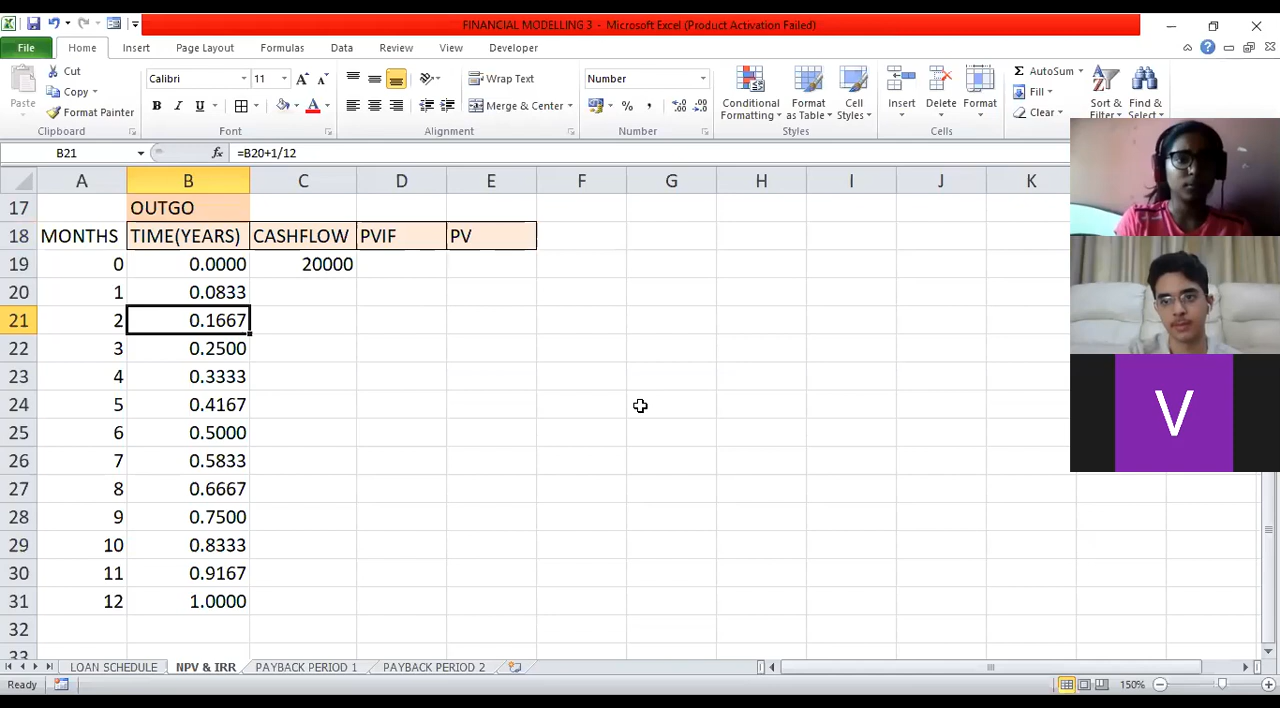 FINANCIAL MODELLING 3 - Microsoft Excel (Product Activation Failed)
File Home Insert Page Layout Formulas Data Review View Developer
Paste
Cut
Copy
Format Painter
Clipboard
Calibri 11
B I U A
Font
Wrap Text
Merge & Center
Alignment
Number
% ,
Number
Conditional Formatting
Format as Table
Cell Styles
Styles
Insert Delete Format
Cells
Σ AutoSum
Fill
Clear
Sort & Filter
Find & Select
B21 fx =B20+1/12
A B C D E F G H I J K
17 OUTGO
18 MONTHS TIME(YEARS) CASHFLOW PVIF PV
19 0 0.0000 20000
20 1 0.0833
21 2 0.1667
22 3 0.2500
23 4 0.3333
24 5 0.4167
25 6 0.5000
26 7 0.5833
27 8 0.6667
28 9 0.7500
29 10 0.8333
30 11 0.9167
31 12 1.0000
32
33
V
LOAN SCHEDULE NPV & IRR PAYBACK PERIOD 1 PAYBACK PERIOD 2
Ready 150%